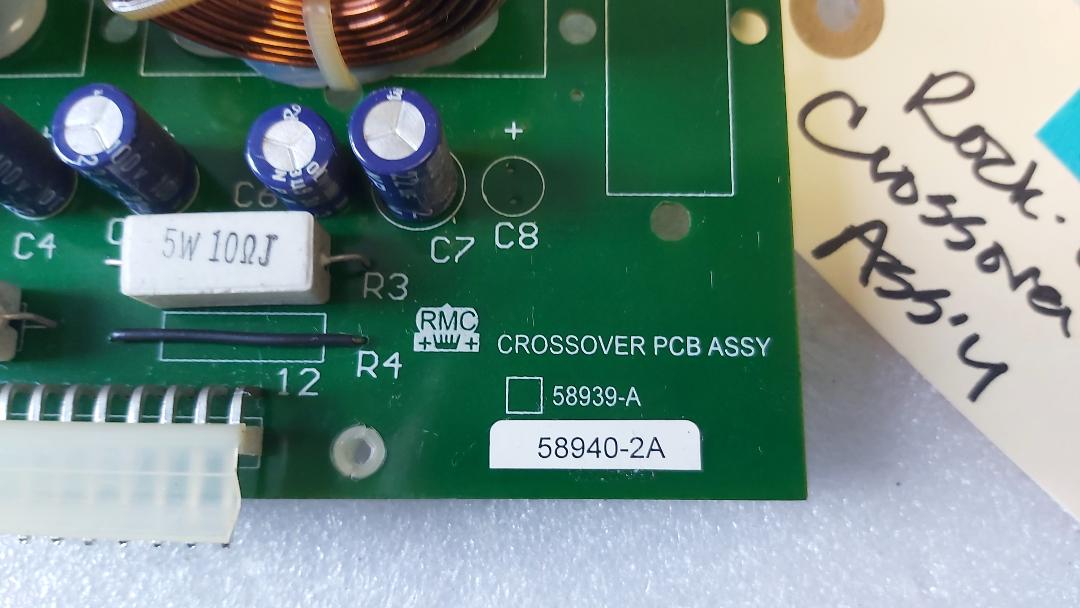 +
C6
C4
C7
C8
5W 10ΩJ
R3
RMC
CROSSOVER PCB ASSY
R4
12
58939-A
58940-2A
Rock.
Crossover
Ass'y